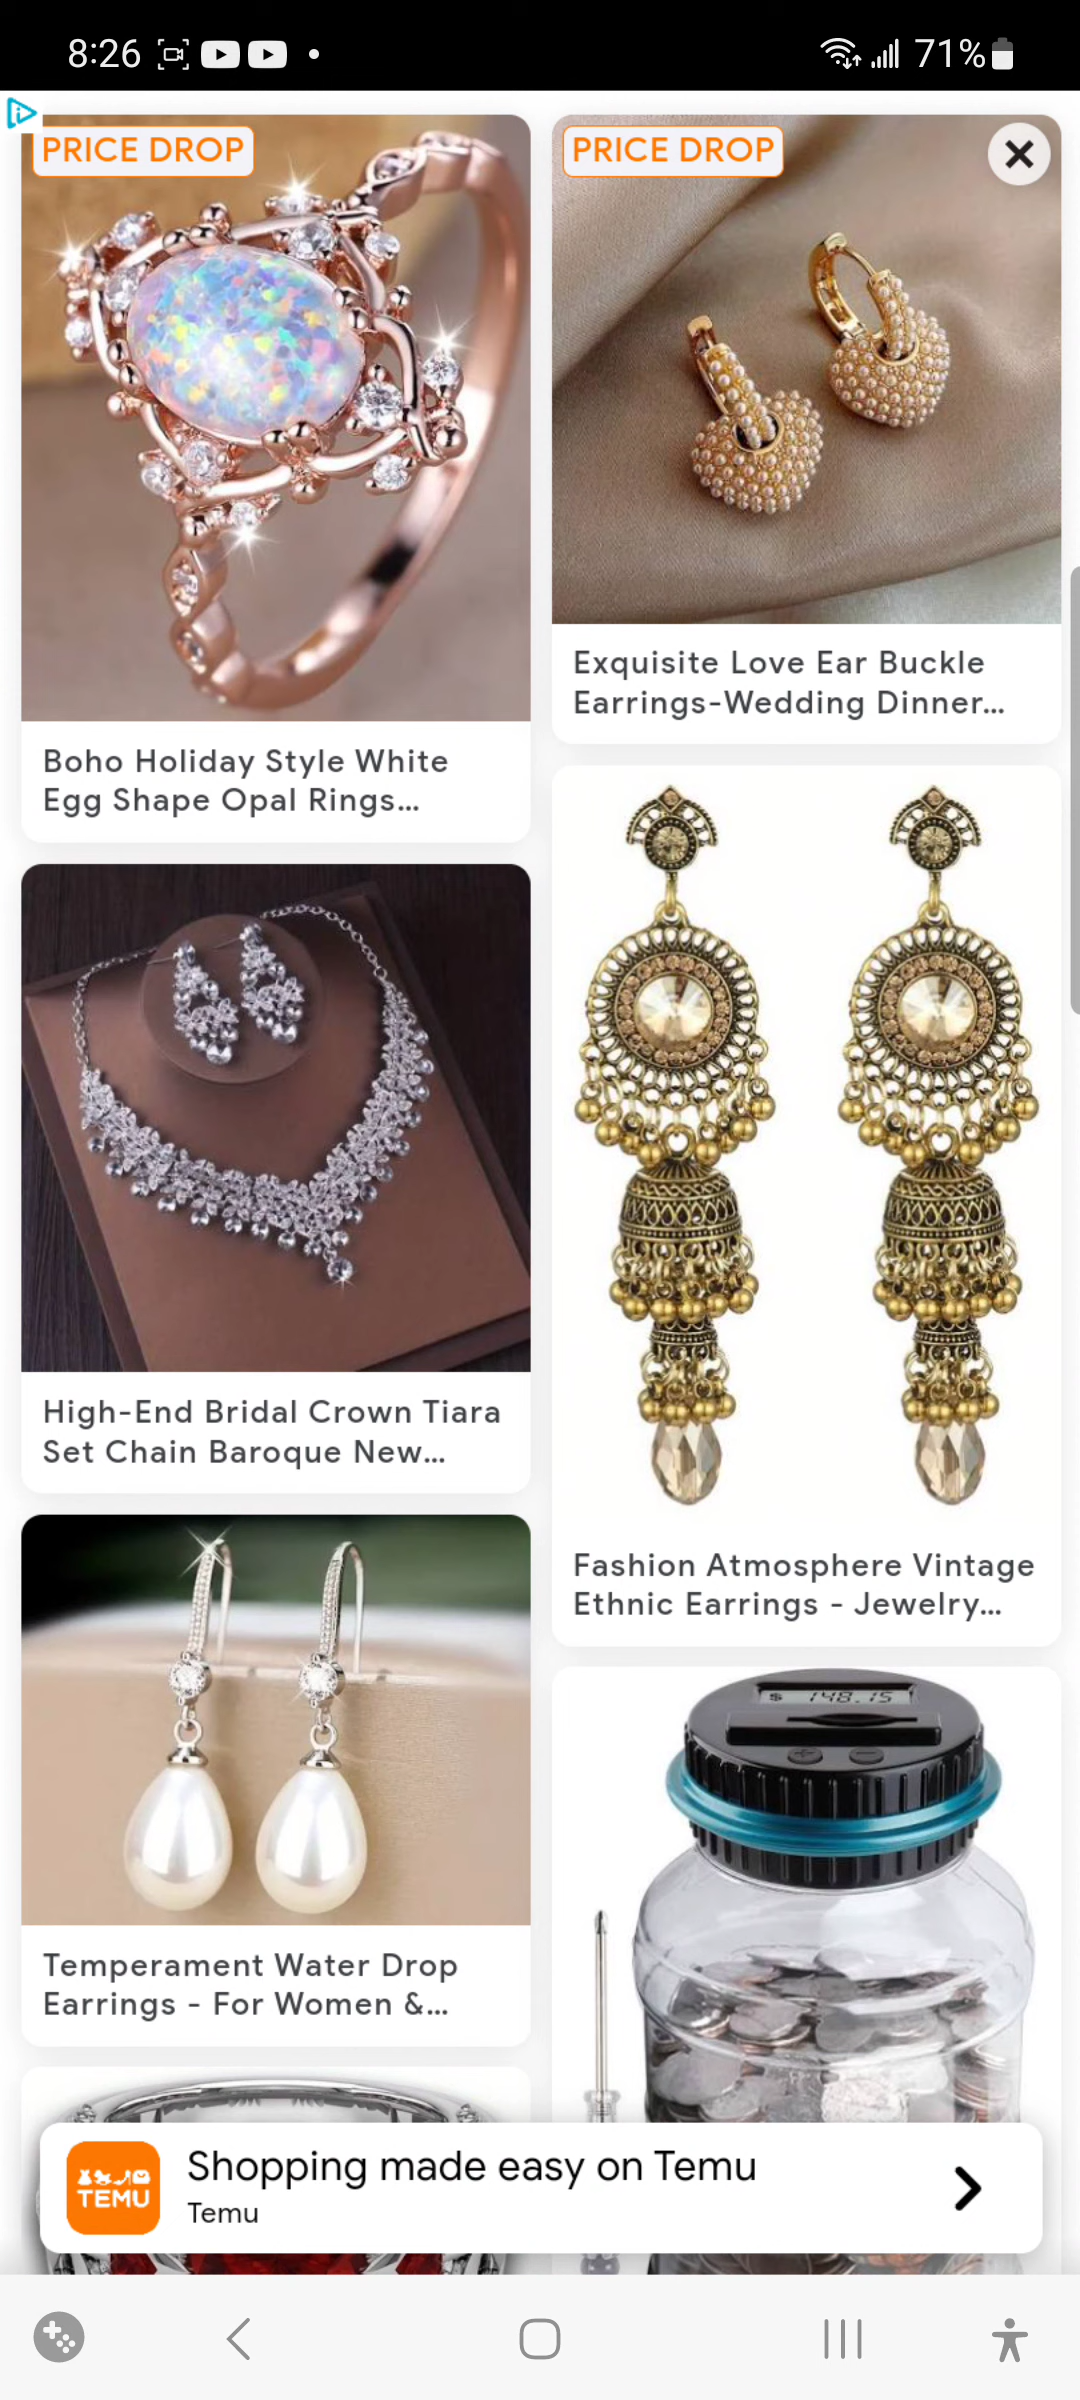 8:26
71%
PRICE DROP
Boho Holiday Style White
Egg Shape Opal Rings...
PRICE DROP
Exquisite Love Ear Buckle
Earrings-Wedding Dinner...
High-End Bridal Crown Tiara
Set Chain Baroque New...
Fashion Atmosphere Vintage
Ethnic Earrings - Jewelry...
Temperament Water Drop
Earrings - For Women &...
$ 148.15
TEMU
Shopping made easy on Temu
Temu